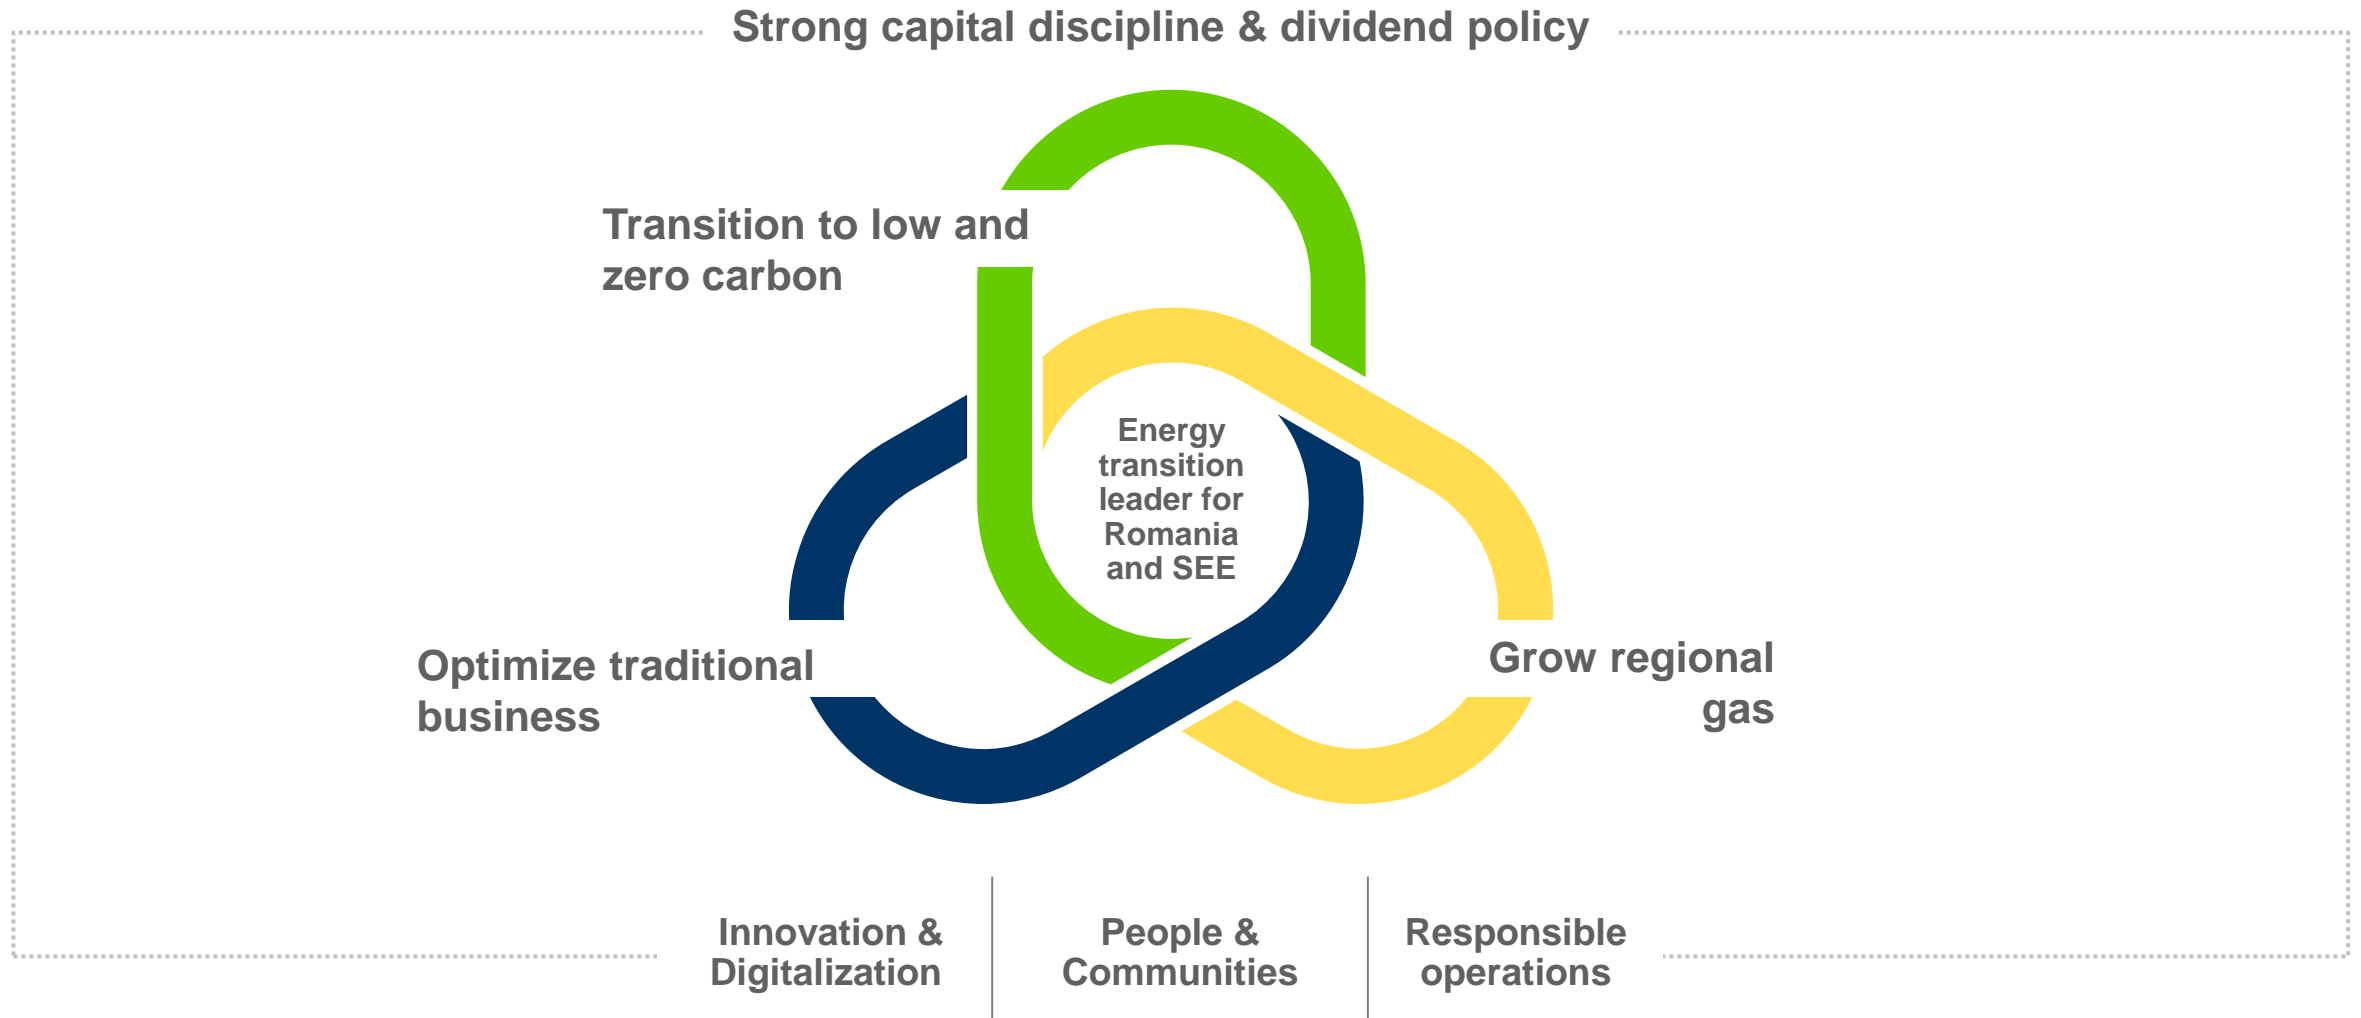 Strong capital discipline & dividend policy
Transition to low and
zero carbon
Energy
transition
leader for
Romania
and SEE
Optimize traditional
business
Grow regional
gas
Innovation &
Digitalization
People &
Communities
Responsible
operations